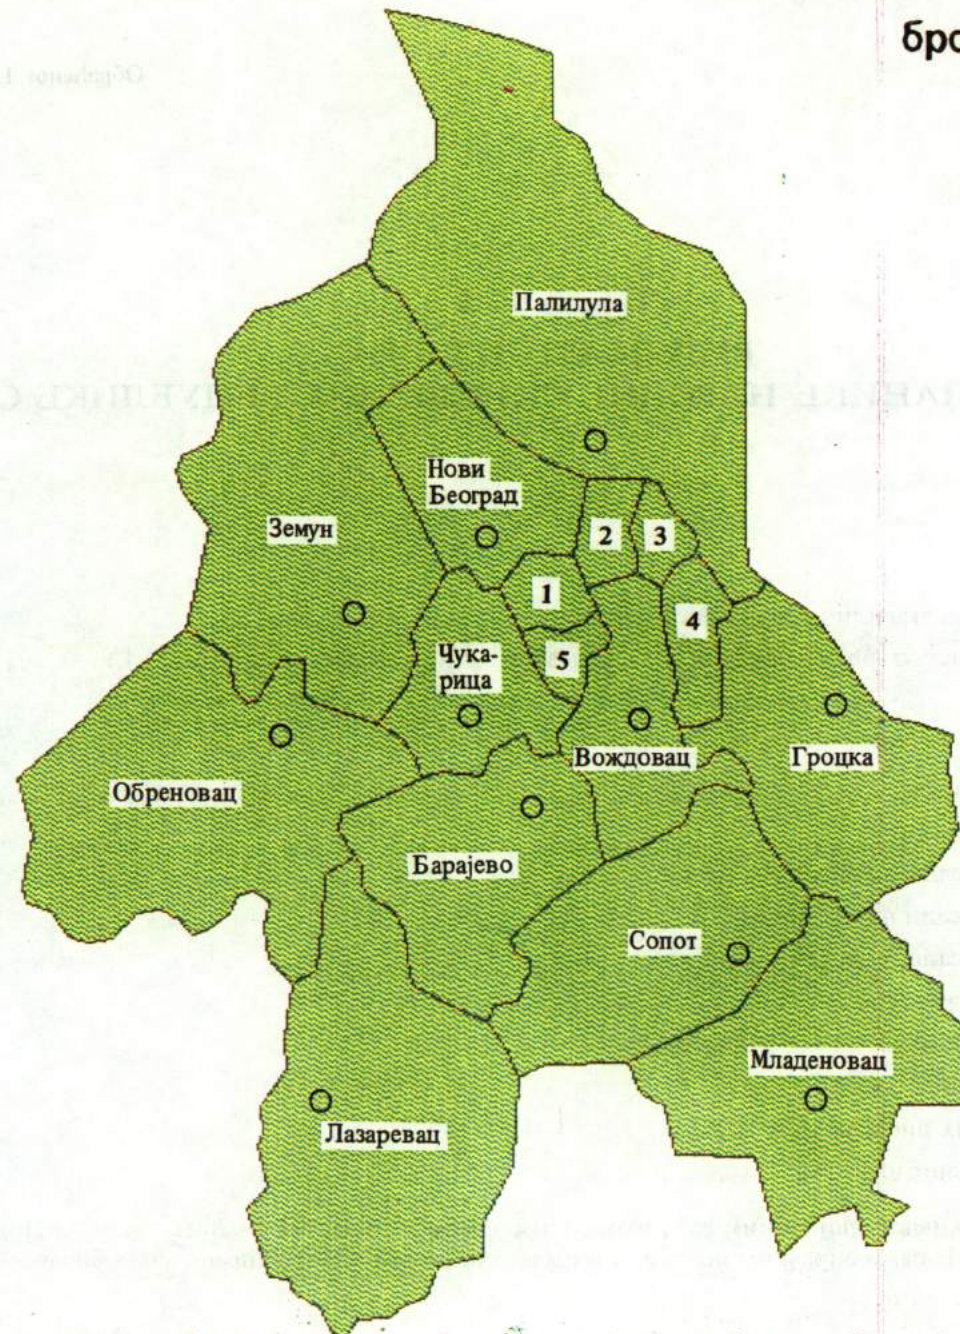 бро
Палилула
Нови
Београд
Земун
2
3
1
4
Чука-
рица
5
Вождовац
Гроцка
Обреновац
Барајево
Сопот
Младеновац
Лазаревац